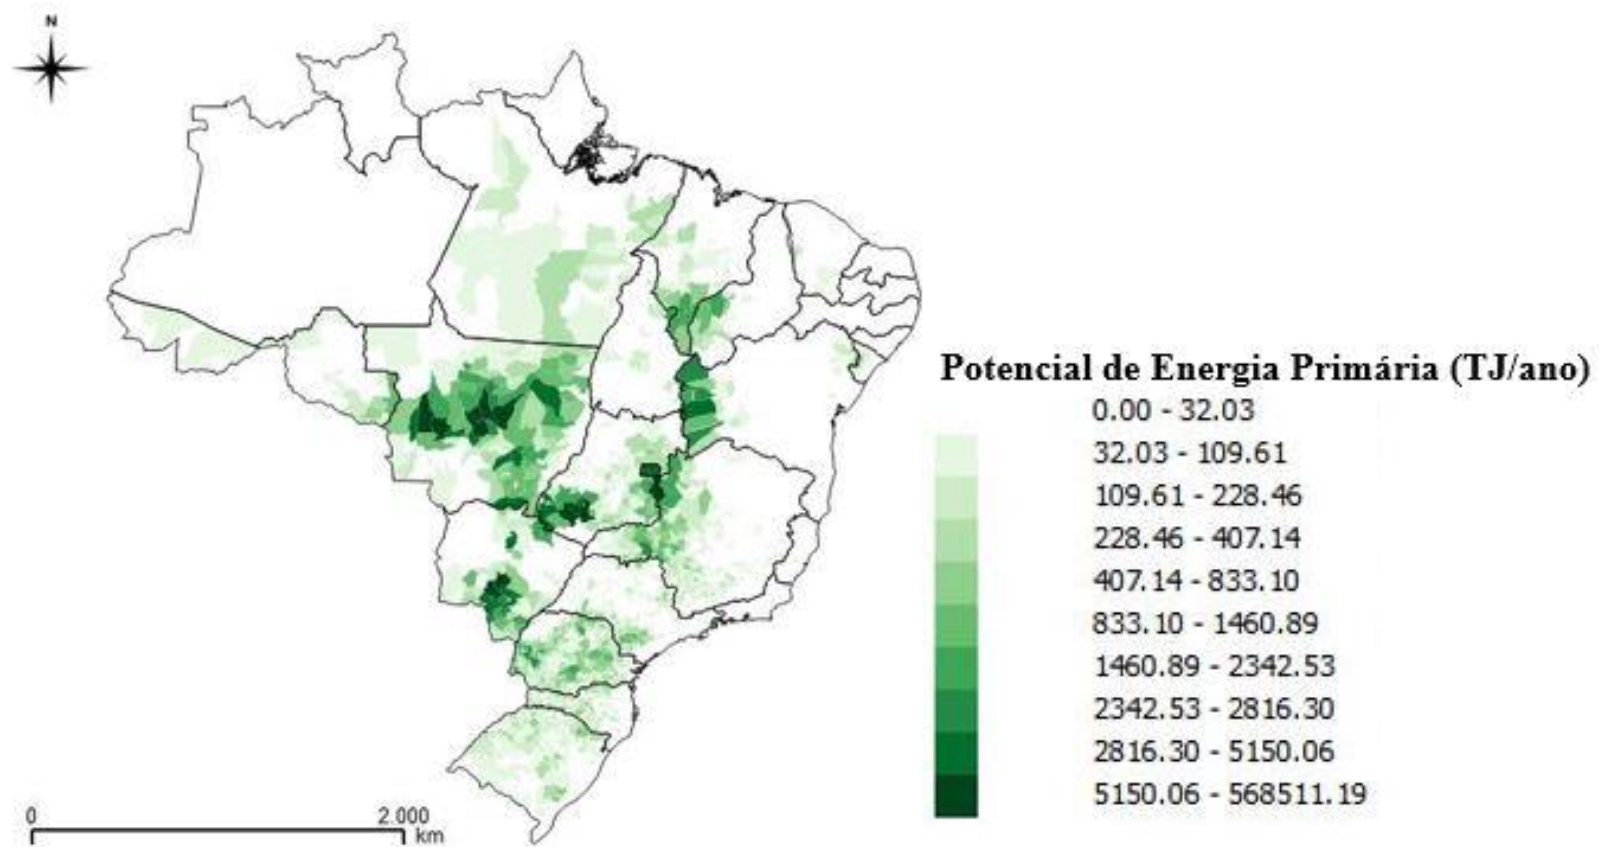 N
Potencial de Energia Primária (TJ/ano)
0.00 - 32.03
32.03 - 109.61
109.61 - 228.46
228.46 - 407.14
407.14 - 833.10
833.10 - 1460.89
1460.89 - 2342.53
2342.53 - 2816.30
2816.30 - 5150.06
5150.06 - 568511.19
0 2.000
km